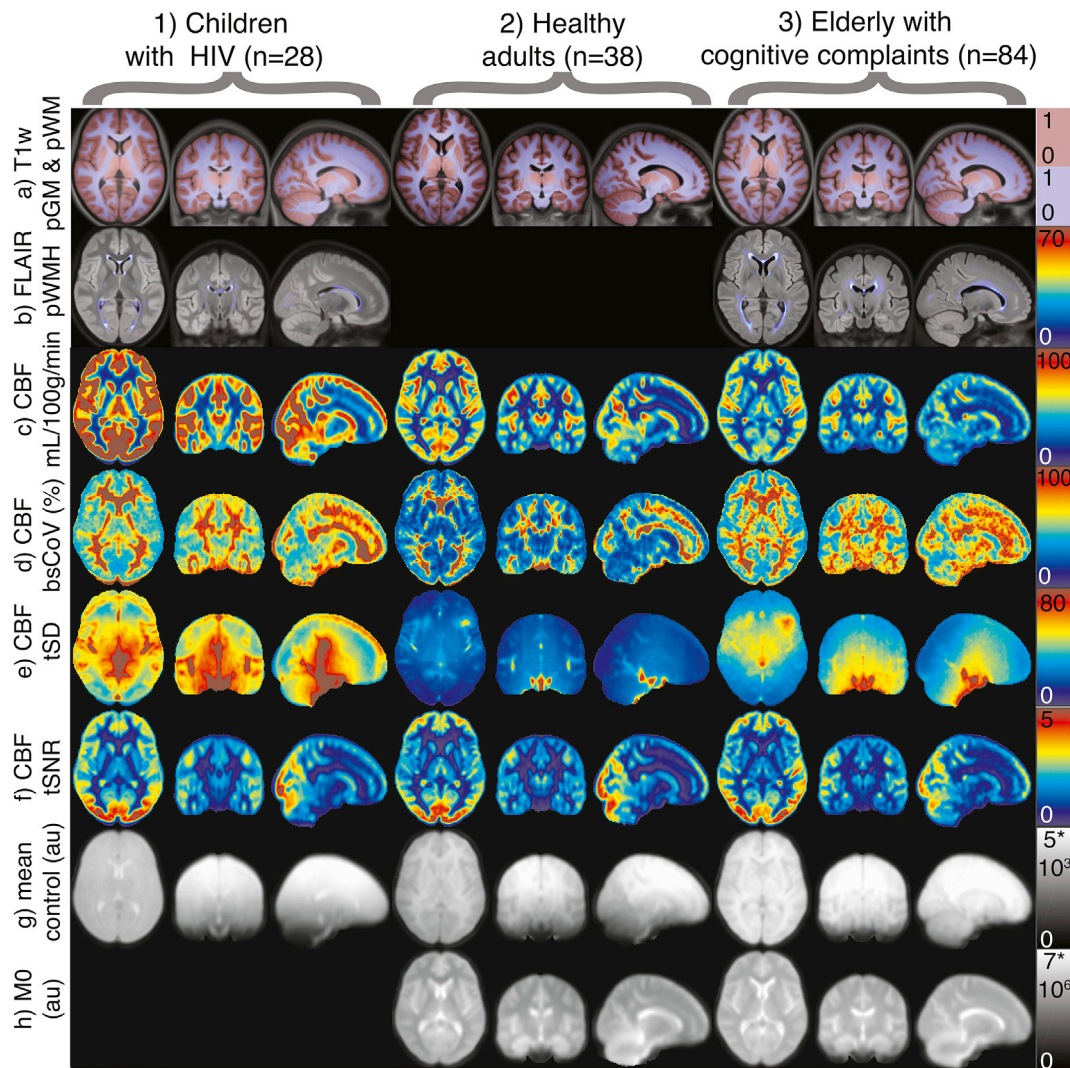 1) Children
with HIV (n=28)
2) Healthy
adults (n=38)
3) Elderly with
cognitive complaints (n=84)
a) T1w
pGM & pWM
1
0
1
0
b) FLAIR
pWMH
70
0
c) CBF
mL/100g/min
100
0
d) CBF
bsCoV (%)
100
0
e) CBF
tSD
80
0
f) CBF
tSNR
5
0
g) mean
control (au)
5*
10³
0
h) M0
(au)
7*
10⁶
0